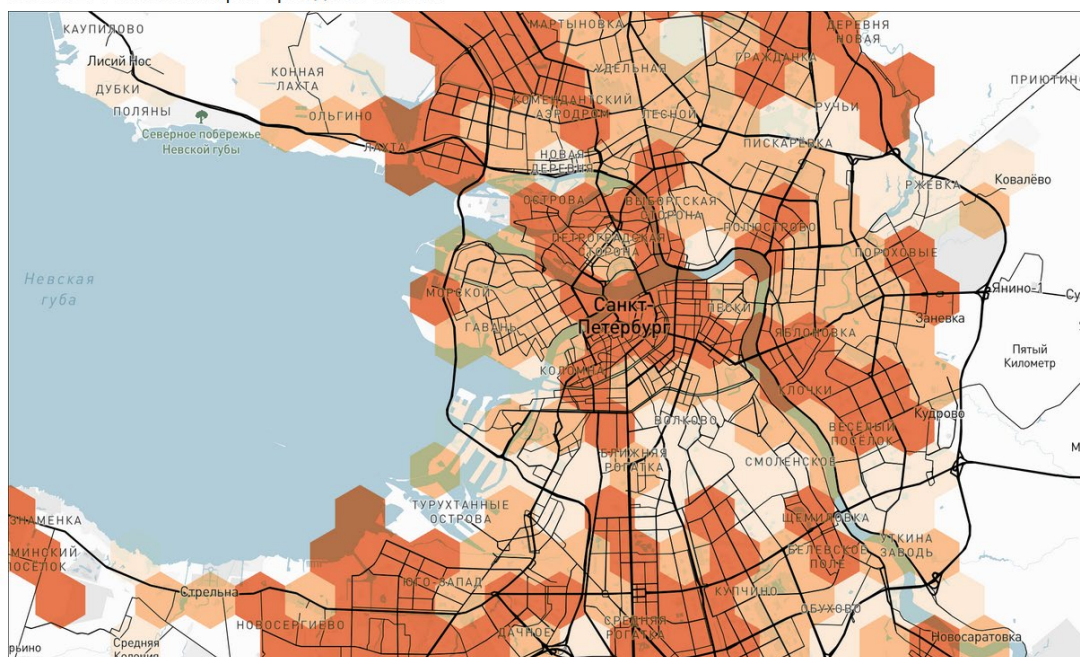 МАРТЫНОВКА
КАУПИЛОВО
ДЕРЕВНЯ
НОВАЯ
Лисий Нос
ГРАЖДАНКА
УДЕЛЬНАЯ
КОННАЯ
ЛАХТА
ДУБКИ
КОМЕНДАНТСКИЙ
АЭРОДРОМ
РУЧЬИ
ПОЛЯНЫ
ОЛЬГИНО
ЛЕСНОЙ
Северное побережье
Невской губы
ЛАХТА
ПИСКАРЁВКА
НОВАЯ
ДЕРЕВНЯ
РЖЕВКА
Ковалёво
ОСТРОВА
ВЫБОРГСКАЯ
СТОРОНА
ПОЛЮСТРОВО
ПЕТРОГРАДСКАЯ
СТОРОНА
ПОРОХОВЫЕ
Невская
губа
МОРСКОЙ
Янино-1
Санкт-
Петербург
ПЕСКИ
Заневка
ГАВАНЬ
ЯБЛОНОВКА
Пятый
Километр
КОЛОМНА
КЛОЧКИ
Кудрово
ВОЛКОВО
ВЕСЁЛЫЙ
ПОСЁЛОК
БЛИЖНЯЯ
РОГАТКА
СМОЛЕНСКОЕ
ТУРУХТАННЫЕ
ОСТРОВА
ЗНАМЕНКА
ЩЕМИЛОВКА
УТКИНА
ЗАВОДЬ
БЕЛЕВСКОЕ
ПОЛЕ
МИНСКИЙ
ПОСЁЛОК
ЮГО-ЗАПАД
Стрельна
КУПЧИНО
ОБУХОВО
НОВОСЕРГИЕВО
ДАЧНОЕ
СРЕДНЯЯ
РОГАТКА
Новосаратовка
Средняя
Колония